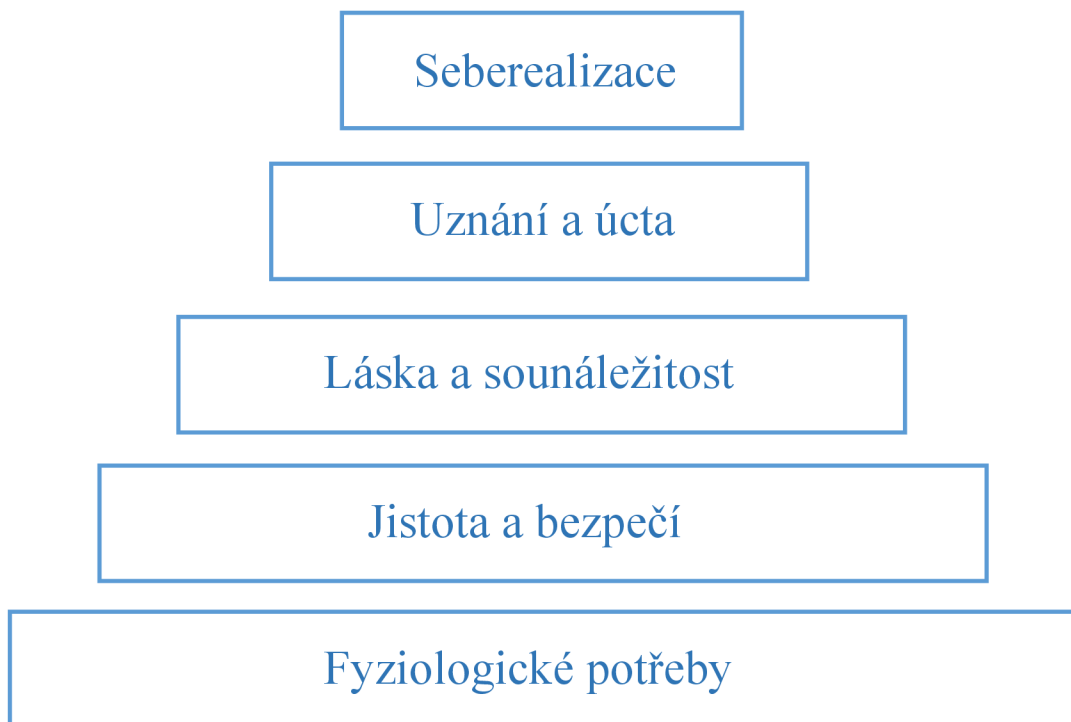 Seberealizace
Uznání a úcta
Láska a sounáležitost
Jistota a bezpečí
Fyziologické potřeby